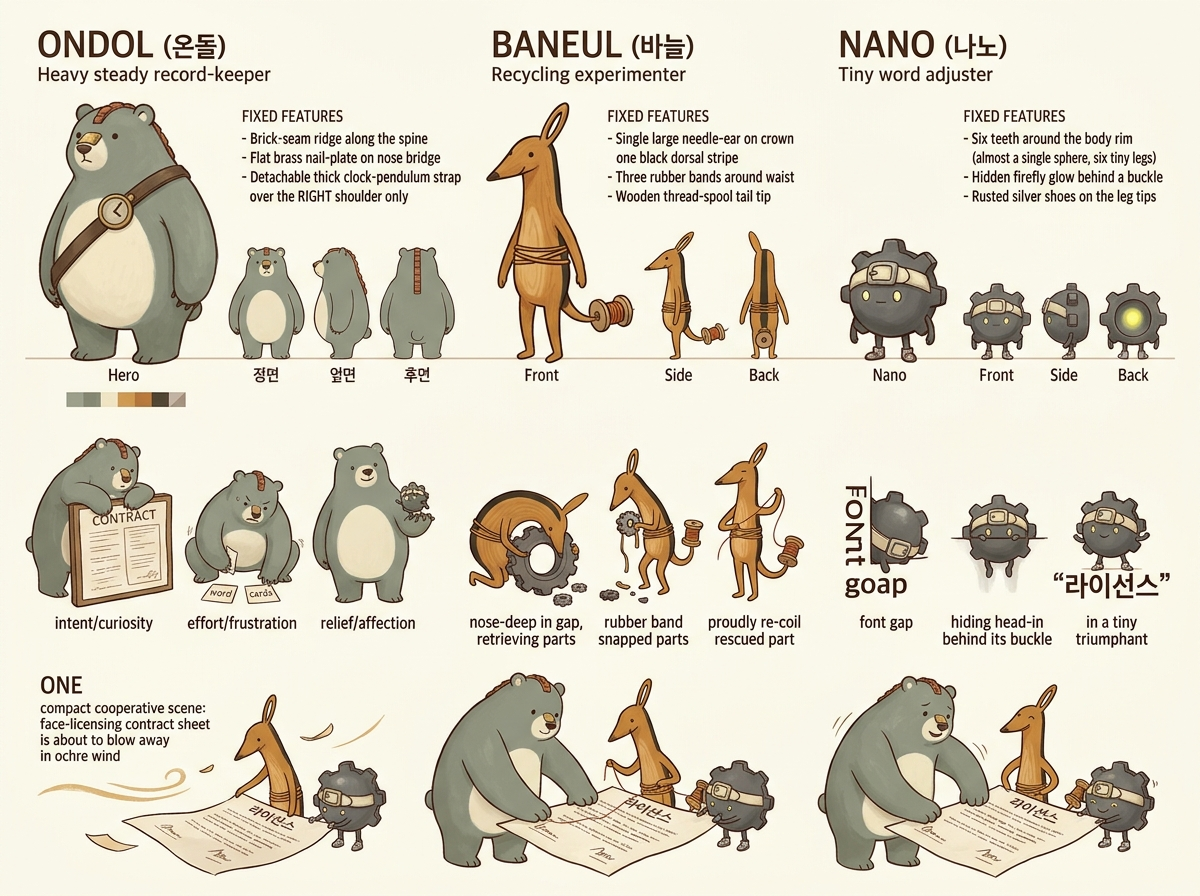 ONDOL (온돌)
Heavy steady record-keeper
FIXED FEATURES
- Brick-seam ridge along the spine
- Flat brass nail-plate on nose bridge
- Detachable thick clock-pendulum strap
over the RIGHT shoulder only
Hero
정면
옆면
후면
BANEUL (바늘)
Recycling experimenter
FIXED FEATURES
- Single large needle-ear on crown
one black dorsal stripe
- Three rubber bands around waist
- Wooden thread-spool tail tip
Front
Side
Back
NANO (나노)
Tiny word adjuster
FIXED FEATURES
- Six teeth around the body rim
(almost a single sphere, six tiny legs)
- Hidden firefly glow behind a buckle
- Rusted silver shoes on the leg tips
Nano
Front
Side
Back
CONTRACT
intent/curiosity
word
cards
effort/frustration
relief/affection
nose-deep in gap,
retrieving parts
rubber band
snapped parts
proudly re-coil
rescued part
FONnt
goap
font gap
hiding head-in
behind its buckle
"라이선스"
in a tiny
triumphant
ONE
compact cooperative scene:
face-licensing contract sheet
is about to blow away
in ochre wind
라이선스
라이선스
라이선스